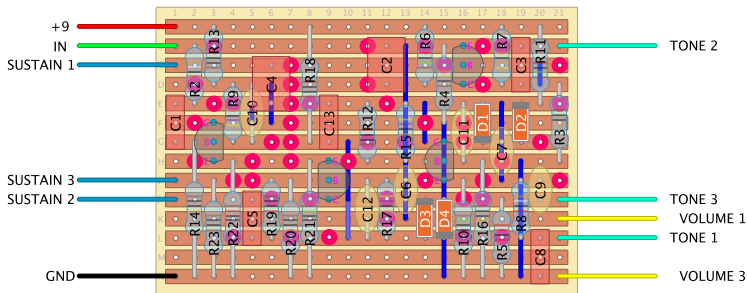 1 2 3 4 5 6 7 8 9 10 11 12 13 14 15 16 17 18 19 20 21
+9
IN
SUSTAIN 1
SUSTAIN 3
SUSTAIN 2
GND
TONE 2
TONE 3
VOLUME 1
TONE 1
VOLUME 3
R13
R6
R7
R11
R2
C4
R18
C2
R4
C3
C1
R9
C10
C13
R12
R15
C11
D1
D2
R3
C7
R14
R23
R22
C5
R19
R20
R21
C12
R17
C6
D3
D4
R10
R16
R5
R8
C9
C8